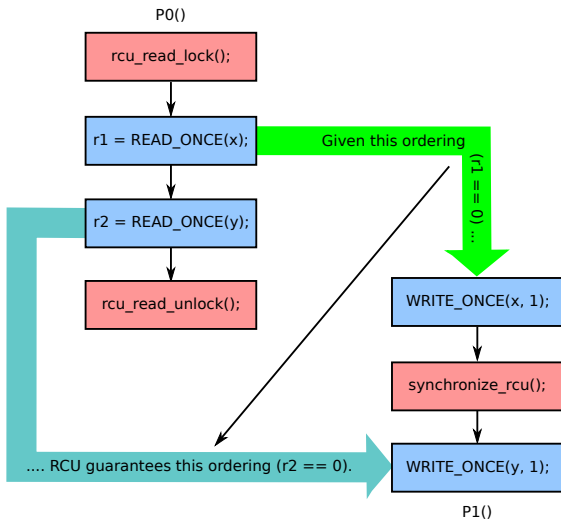 P0()
rcu_read_lock();
r1 = READ_ONCE(x);
Given this ordering
(r1 == 0) ...
r2 = READ_ONCE(y);
rcu_read_unlock();
WRITE_ONCE(x, 1);
synchronize_rcu();
.... RCU guarantees this ordering (r2 == 0).
WRITE_ONCE(y, 1);
P1()